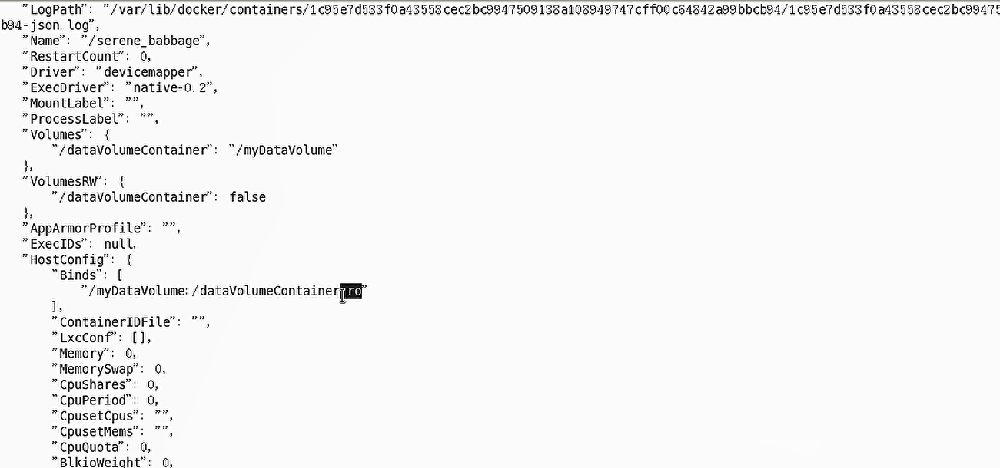 "LogPath": "/var/lib/docker/containers/1c95e7d533f0a43558cec2bc9947509138a108949747cff00c64842a99bbcb94/1c95e7d533f0a43558cec2bc99475
b94-json.log",
"Name": "/serene_babbage",
"RestartCount": 0,
"Driver": "devicemapper",
"ExecDriver": "native-0.2",
"MountLabel": "",
"ProcessLabel": "",
"Volumes": {
"/dataVolumeContainer": "/myDataVolume"
},
"VolumesRW": {
"/dataVolumeContainer": false
},
"AppArmorProfile": "",
"ExecIDs": null,
"HostConfig": {
"Binds": [
"/myDataVolume:/dataVolumeContainer:ro"
],
"ContainerIDFile": "",
"LxcConf": [],
"Memory": 0,
"MemorySwap": 0,
"CpuShares": 0,
"CpuPeriod": 0,
"CpusetCpus": "",
"CpusetMems": "",
"CpuQuota": 0,
"BlkioWeight": 0,